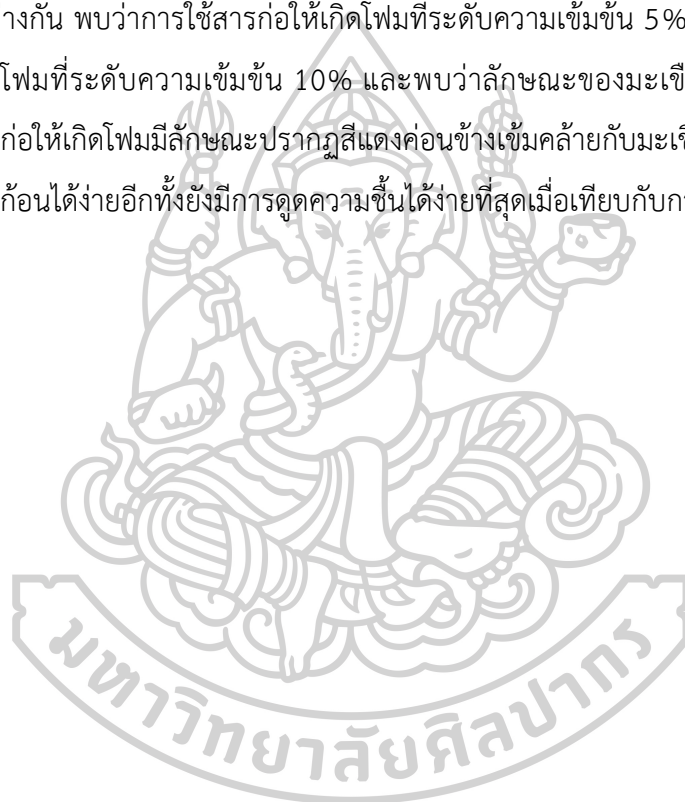 างกัน พบว่าการใช้สารก่อให้เกิดโฟมที่ระดับความเข้มข้น 5%
โฟมที่ระดับความเข้มข้น 10% และพบว่าลักษณะของมะเขื
ก่อให้เกิดโฟมมีลักษณะปรากฏสีแดงค่อนข้างเข้มคล้ายกับมะเขื
ก้อนได้ง่ายอีกทั้งยังมีการดูดความชื้นได้ง่ายที่สุดเมื่อเทียบกับก
มหาวิทยาลัยศิลปากร